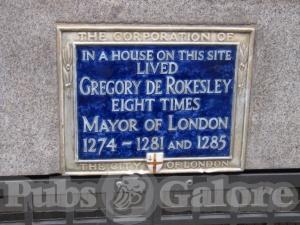 THE CORPORATION OF
IN A HOUSE ON THIS SITE
LIVED
GREGORY DE ROKESLEY
EIGHT TIMES
MAYOR OF LONDON
1274 - 1281 AND 1285
THE CITY OF LONDON
PUBS GALORE